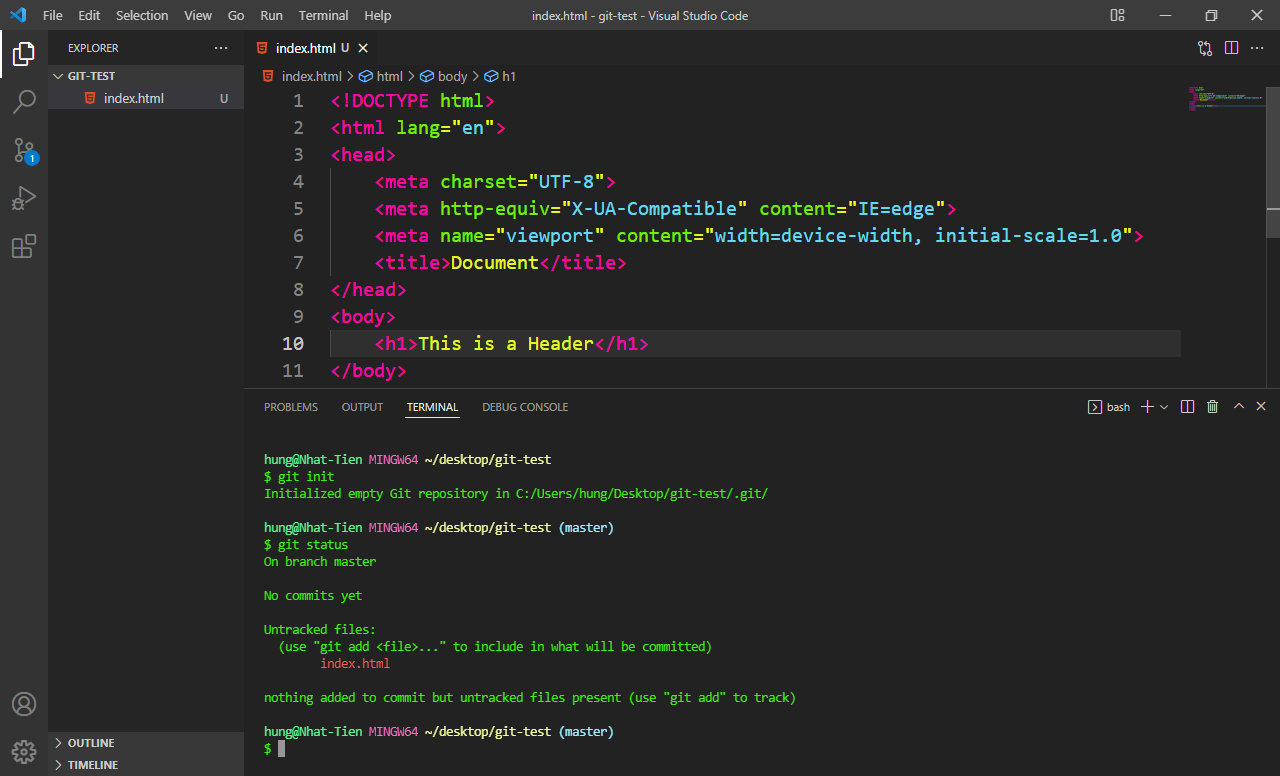 File Edit Selection View Go Run Terminal Help
index.html - git-test - Visual Studio Code
EXPLORER
GIT-TEST
index.html U
1
OUTLINE
TIMELINE
index.html U
index.html > html > body > h1
1 <!DOCTYPE html>
2 <html lang="en">
3 <head>
4 <meta charset="UTF-8">
5 <meta http-equiv="X-UA-Compatible" content="IE=edge">
6 <meta name="viewport" content="width=device-width, initial-scale=1.0">
7 <title>Document</title>
8 </head>
9 <body>
10 <h1>This is a Header</h1>
11 </body>
PROBLEMS OUTPUT TERMINAL DEBUG CONSOLE
bash
hung@Nhat-Tien MINGW64 ~/desktop/git-test
$ git init
Initialized empty Git repository in C:/Users/hung/Desktop/git-test/.git/
hung@Nhat-Tien MINGW64 ~/desktop/git-test (master)
$ git status
On branch master
No commits yet
Untracked files:
(use "git add <file>..." to include in what will be committed)
index.html
nothing added to commit but untracked files present (use "git add" to track)
hung@Nhat-Tien MINGW64 ~/desktop/git-test (master)
$